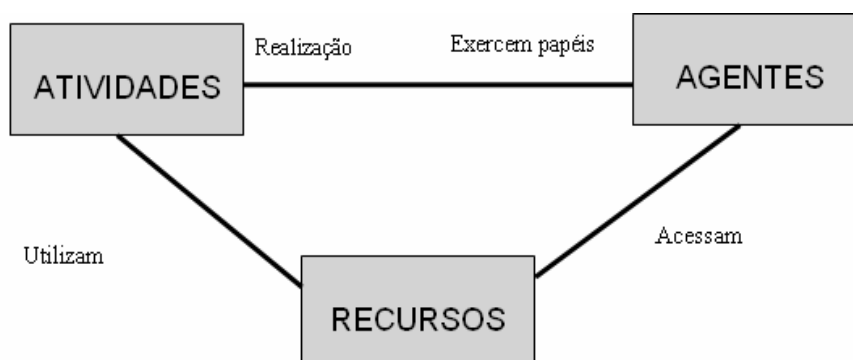 Realização
Exercem papéis
ATIVIDADES
AGENTES
Utilizam
Acessam
RECURSOS